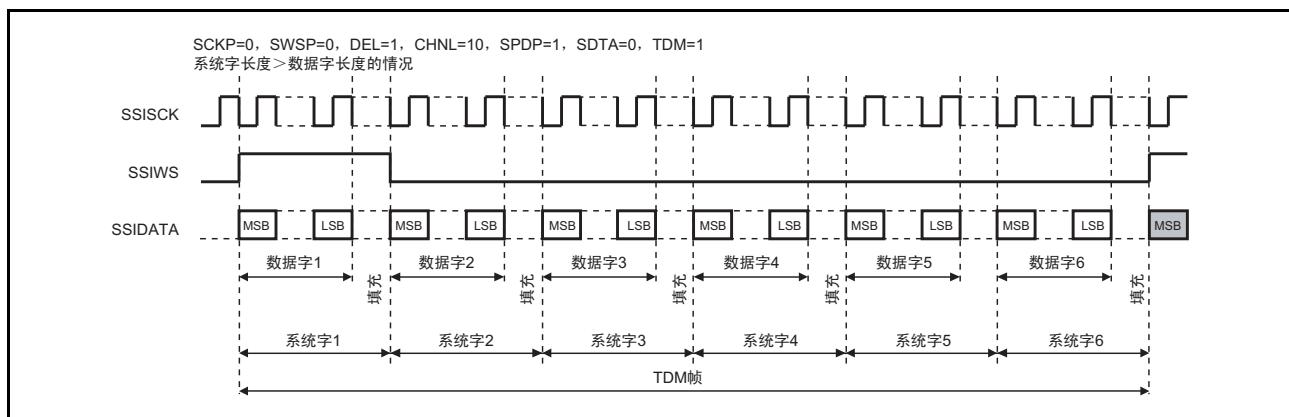 SCKP=0，SWSP=0，DEL=1，CHNL=10，SPDP=1，SDTA=0，TDM=1
系统字长度＞数据字长度的情况
SSISCK
SSIWS
SSIDATA
MSB LSB MSB LSB MSB LSB MSB LSB MSB LSB MSB LSB MSB
数据字1 数据字2 数据字3 数据字4 数据字5 数据字6
填充 填充 填充 填充 填充 填充
系统字1 系统字2 系统字3 系统字4 系统字5 系统字6
TDM帧